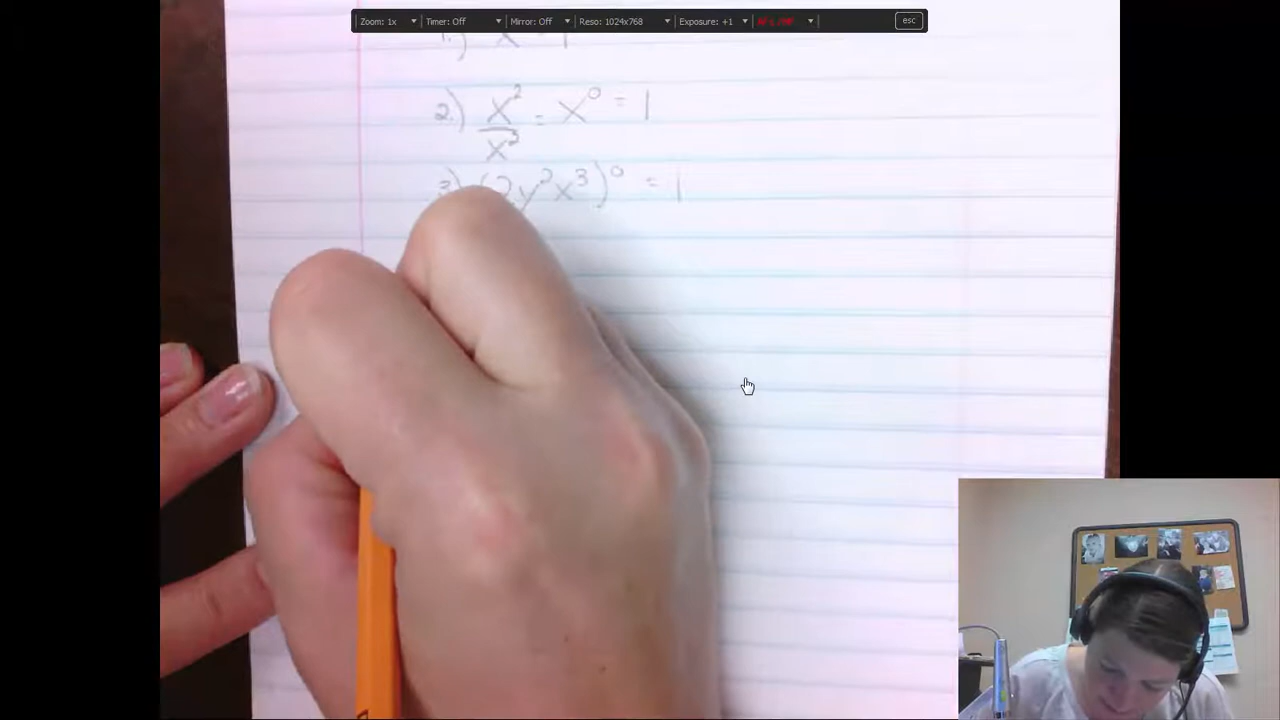 Zoom: 1x Timer: Off Mirror: Off Reso: 1024x768 Exposure: +1 esc
2.) x² / x² = x⁰ = 1
3) (2y²x³)⁰ = 1